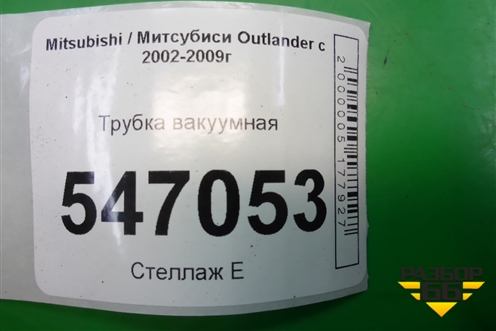 Mitsubishi / Митсубиси Outlander с
2002-2009г
Трубка вакуумная
547053
Стеллаж Е
2000005177927
РАЗБОР
66